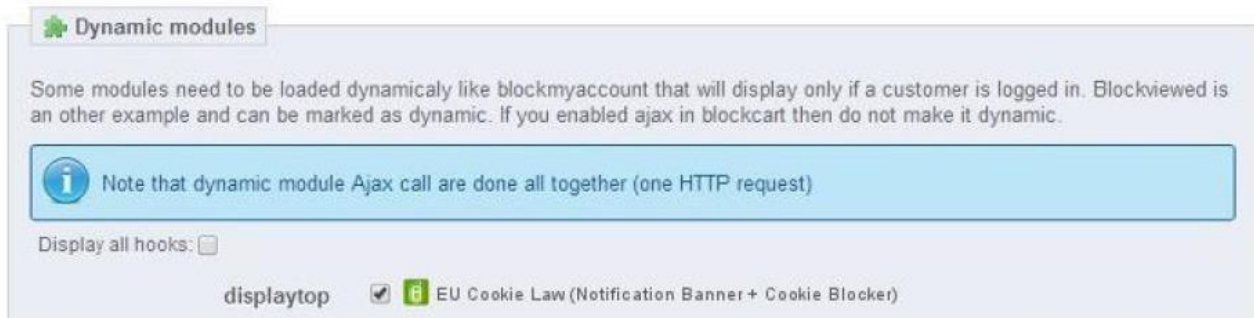 Dynamic modules
Some modules need to be loaded dynamicaly like blockmyaccount that will display only if a customer is logged in. Blockviewed is
an other example and can be marked as dynamic. If you enabled ajax in blockcart then do not make it dynamic.
Note that dynamic module Ajax call are done all together (one HTTP request)
Display all hooks:
displaytop EU Cookie Law (Notification Banner + Cookie Blocker)